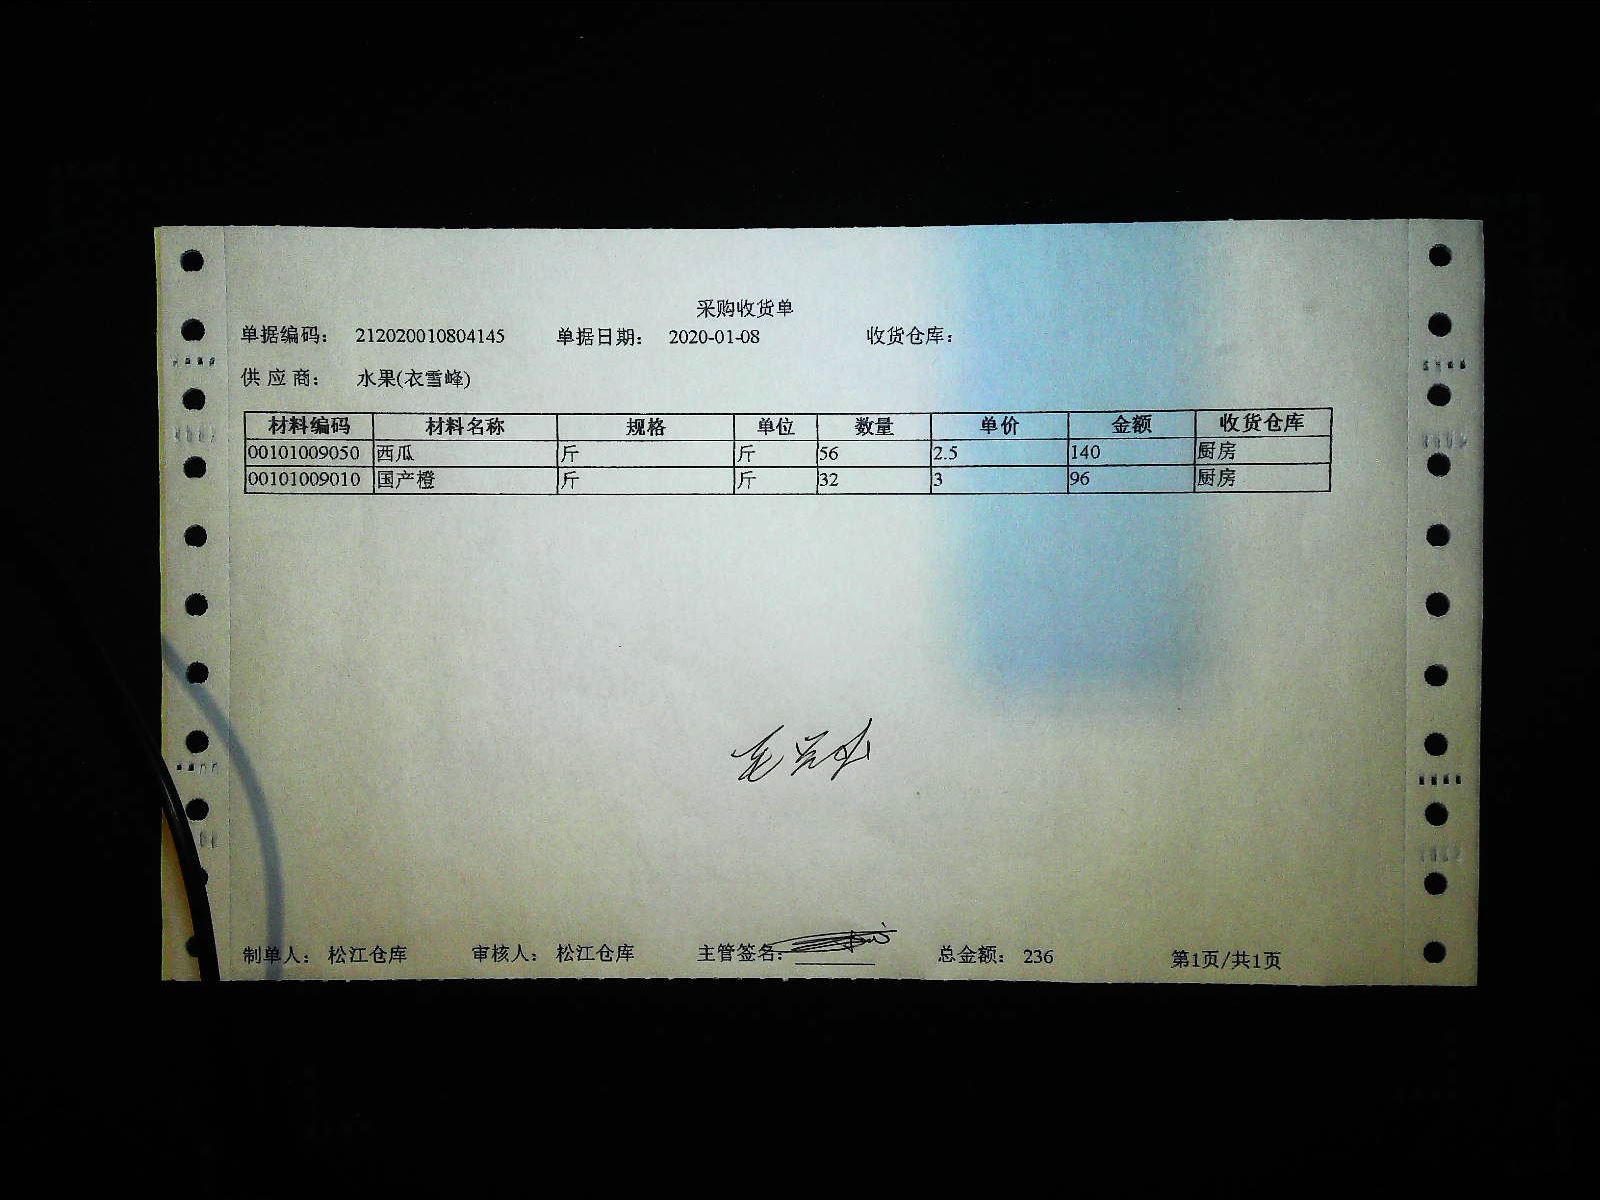 采购收货单
单据编码： 212020010804145 单据日期： 2020-01-08 收货仓库：
供 应 商： 水果(衣雪峰)
材料编码 材料名称 规格 单位 数量 单价 金额 收货仓库
00101009050 西瓜 斤 斤 56 2.5 140 厨房
00101009010 国产橙 斤 斤 32 3 96 厨房
制单人： 松江仓库 审核人： 松江仓库 主管签名： 总金额： 236 第1页/共1页